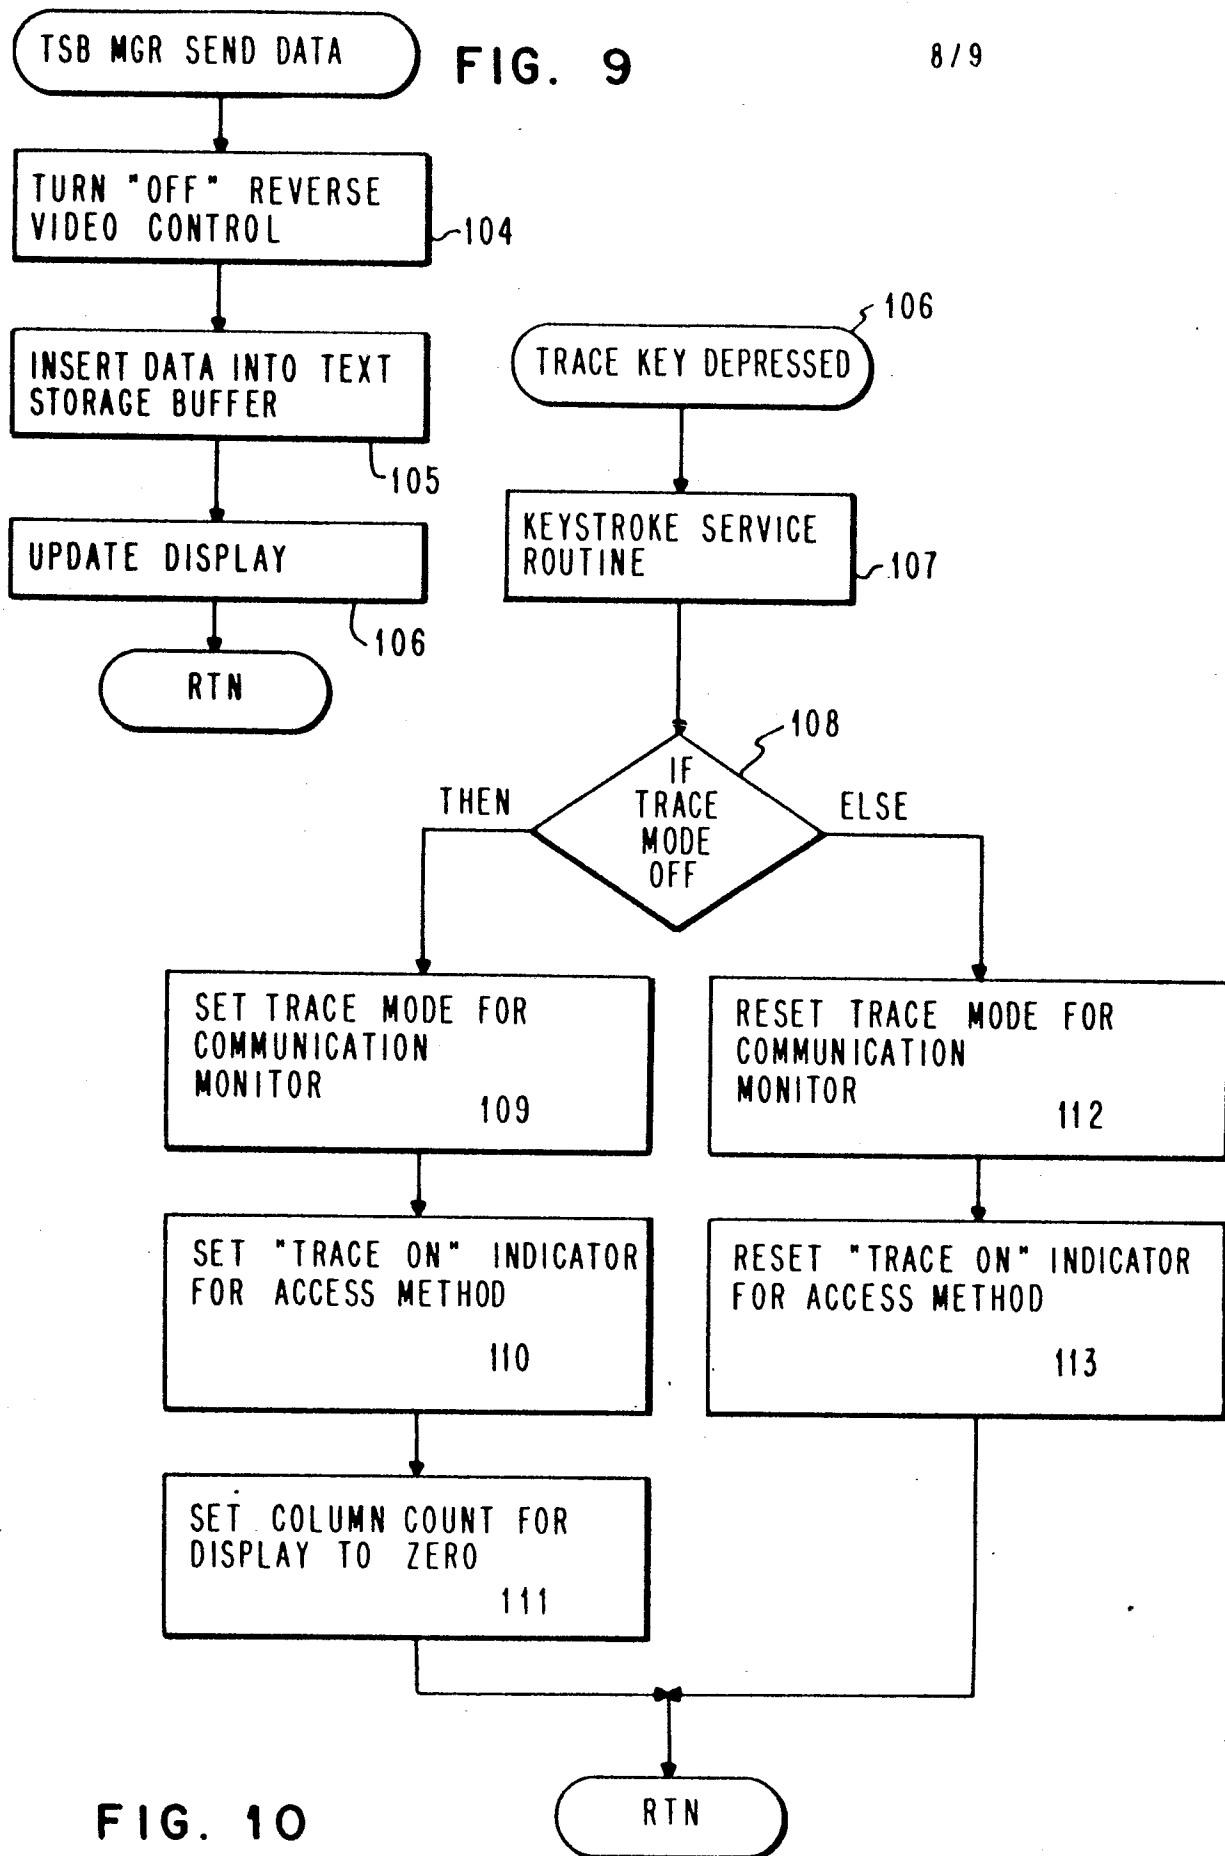 TSB MGR SEND DATA
FIG. 9
8/9
TURN "OFF" REVERSE
VIDEO CONTROL
104
INSERT DATA INTO TEXT
STORAGE BUFFER
105
UPDATE DISPLAY
106
RTN
106
TRACE KEY DEPRESSED
KEYSTROKE SERVICE
ROUTINE
107
108
IF
TRACE
MODE
OFF
THEN
ELSE
SET TRACE MODE FOR
COMMUNICATION
MONITOR
109
SET "TRACE ON" INDICATOR
FOR ACCESS METHOD
110
SET COLUMN COUNT FOR
DISPLAY TO ZERO
111
RESET TRACE MODE FOR
COMMUNICATION
MONITOR
112
RESET "TRACE ON" INDICATOR
FOR ACCESS METHOD
113
RTN
FIG. 10